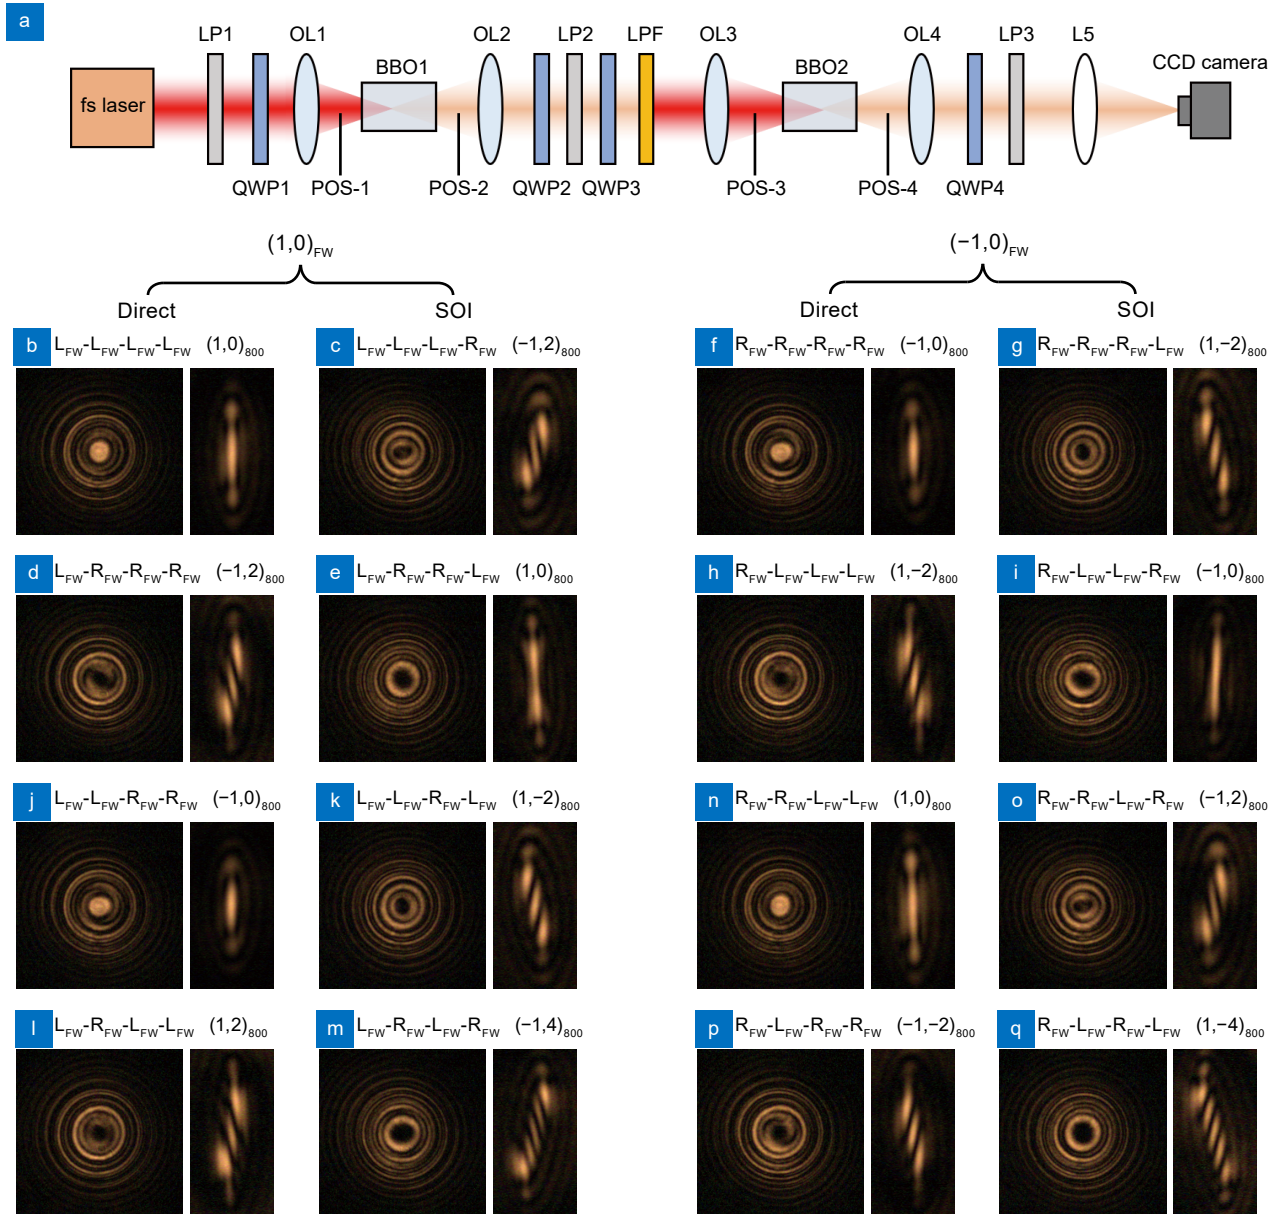 a
LP1 OL1 OL2 LP2 LPF OL3 OL4 LP3 L5
fs laser BBO1 BBO2 CCD camera
QWP1 POS-1 POS-2 QWP2 QWP3 POS-3 POS-4 QWP4
(1,0)FW (−1,0)FW
Direct SOI Direct SOI
b LFW-LFW-LFW-LFW (1,0)800 c LFW-LFW-LFW-RFW (−1,2)800 f RFW-RFW-RFW-RFW (−1,0)800 g RFW-RFW-RFW-LFW (1,−2)800
d LFW-RFW-RFW-RFW (−1,2)800 e LFW-RFW-RFW-LFW (1,0)800 h RFW-LFW-LFW-LFW (1,−2)800 i RFW-LFW-LFW-RFW (−1,0)800
j LFW-LFW-RFW-RFW (−1,0)800 k LFW-LFW-RFW-LFW (1,−2)800 n RFW-RFW-LFW-LFW (1,0)800 o RFW-RFW-LFW-RFW (−1,2)800
l LFW-RFW-LFW-LFW (1,2)800 m LFW-RFW-LFW-RFW (−1,4)800 p RFW-LFW-RFW-RFW (−1,−2)800 q RFW-LFW-RFW-LFW (1,−4)800